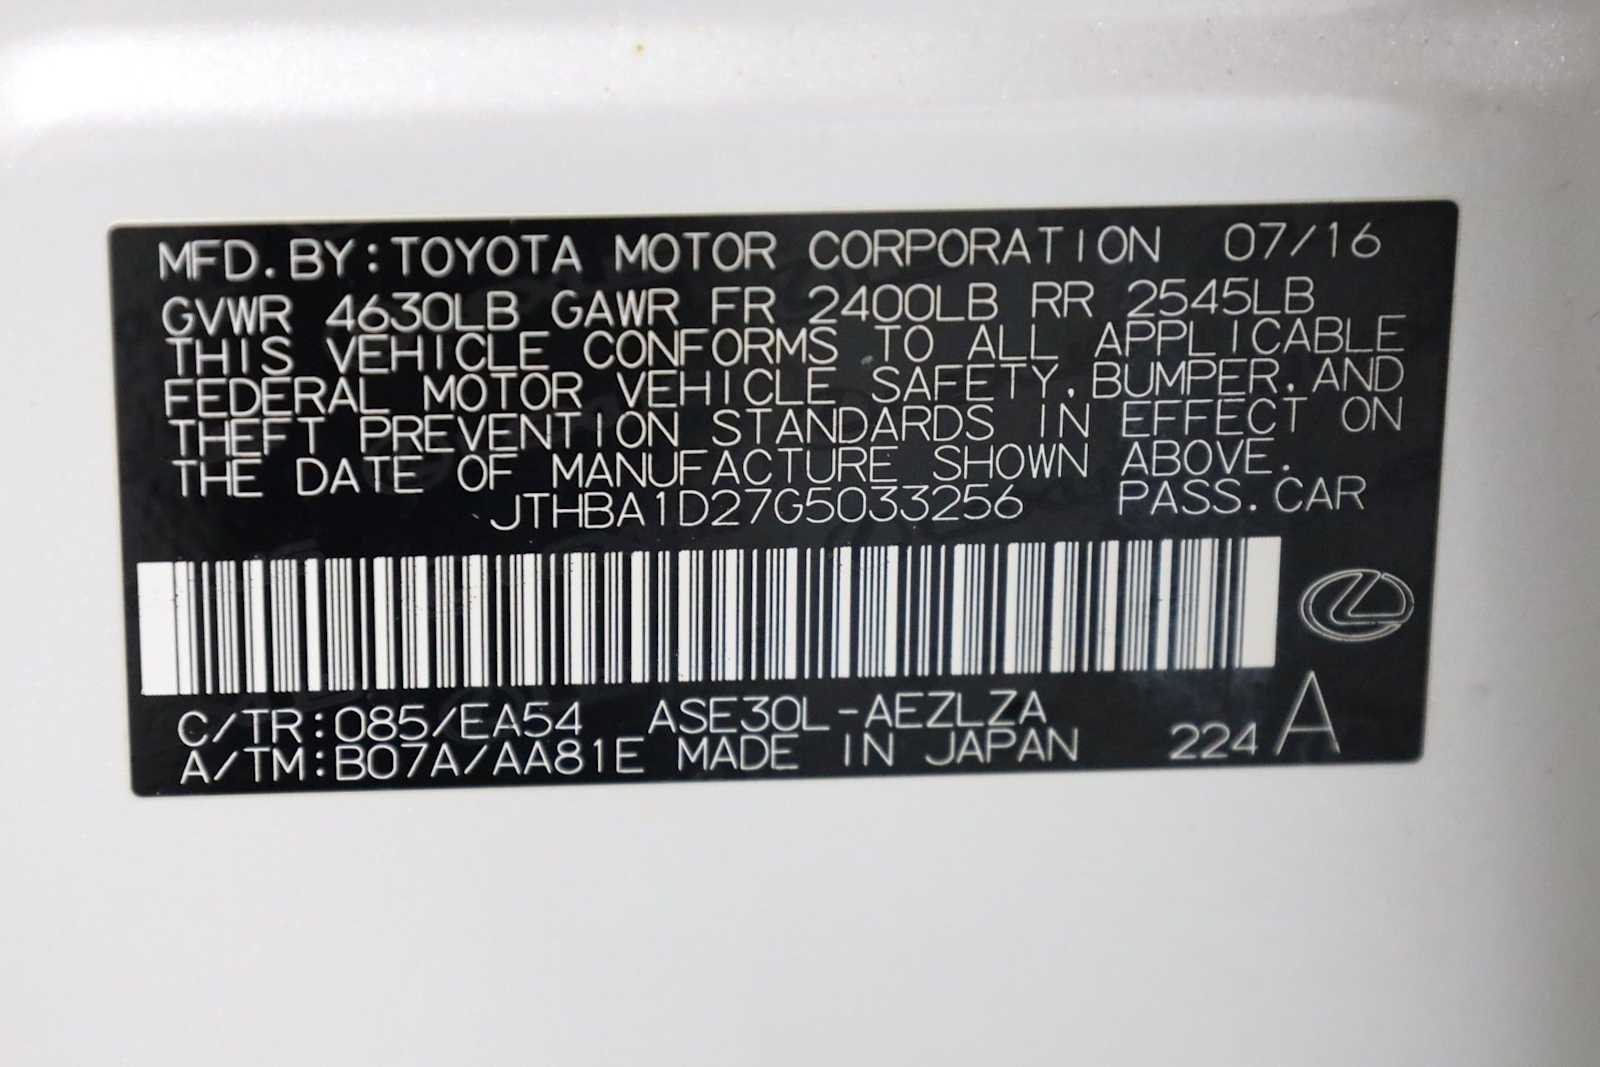 MFD. BY: TOYOTA MOTOR CORPORATION 07/16
GVWR 4630LB GAWR FR 2400LB RR 2545LB
THIS VEHICLE CONFORMS TO ALL APPLICABLE
FEDERAL MOTOR VEHICLE SAFETY, BUMPER, AND
THEFT PREVENTION STANDARDS IN EFFECT ON
THE DATE OF MANUFACTURE SHOWN ABOVE.
JTHBA1D27G5033256 PASS. CAR
C/TR: 085/EA54 ASE30L-AEZLZA
A/TM: B07A/AA81E MADE IN JAPAN 224 A